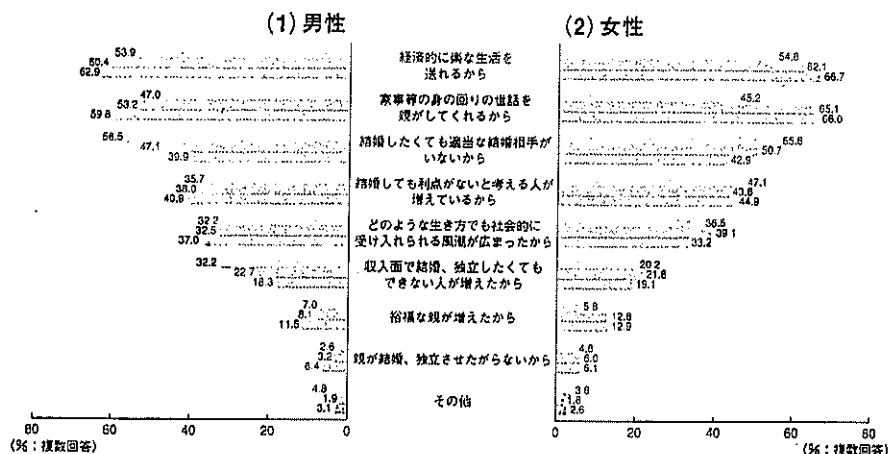 (1) 男性
(2) 女性
53.9
60.4
62.9
経済的に楽な生活を
送れるから
54.8
62.1
66.7
47.0
53.2
59.8
家事等の身の回りの世話を
親がしてくれるから
45.2
65.1
66.0
56.5
47.1
39.9
結婚したくても適当な結婚相手が
いないから
65.8
50.7
42.9
35.7
38.0
40.9
結婚しても利点がないと考える人が
増えているから
47.1
43.8
44.9
32.2
32.5
37.0
どのような生き方でも社会的に
受け入れられる風潮が広まったから
36.5
39.1
33.2
32.2
22.7
18.3
収入面で結婚、独立したくても
できない人が増えたから
20.2
21.8
19.1
7.0
8.1
11.6
裕福な親が増えたから
5.8
12.8
12.9
2.6
3.2
6.4
親が結婚、独立させたがらないから
4.8
6.0
6.1
4.8
1.9
3.1
その他
3.8
1.8
2.6
80 60 40 20 0
0 20 40 60 80
(%:複数回答)
(%:複数回答)